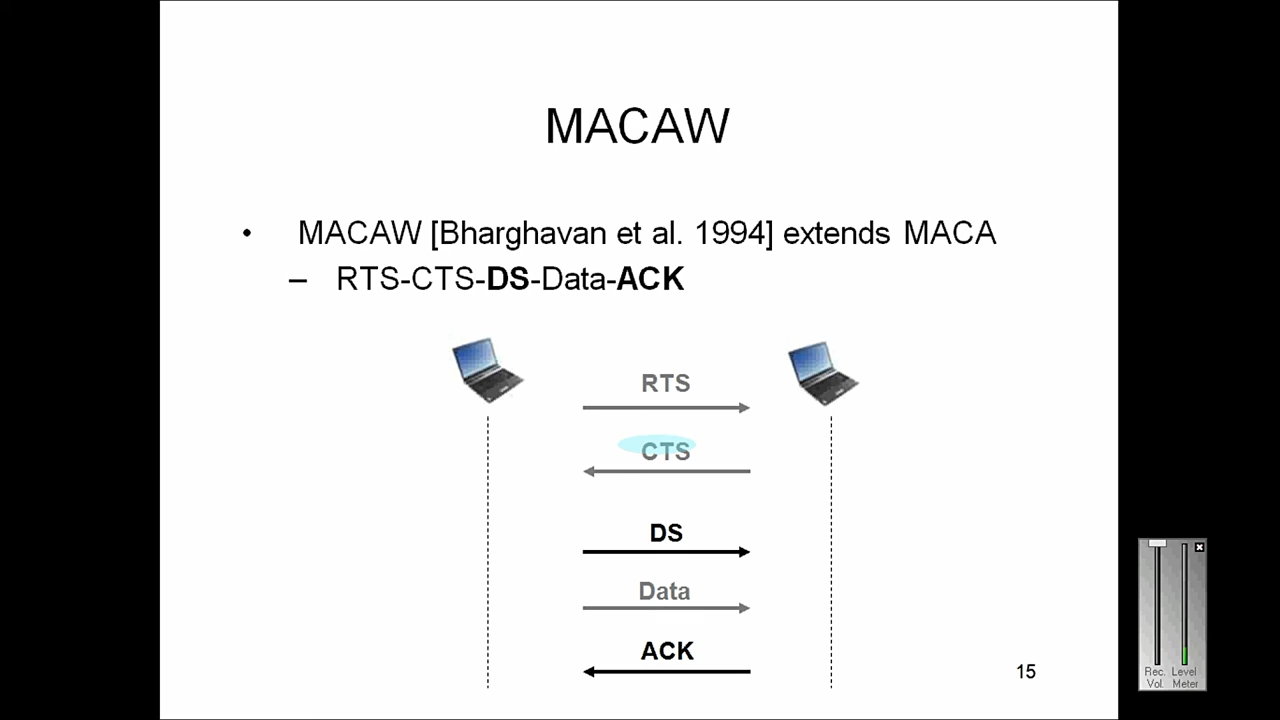 MACAW
• MACAW [Bharghavan et al. 1994] extends MACA
– RTS-CTS-DS-Data-ACK
RTS
CTS
DS
Data
ACK
15
Rec. Level
Vol. Meter